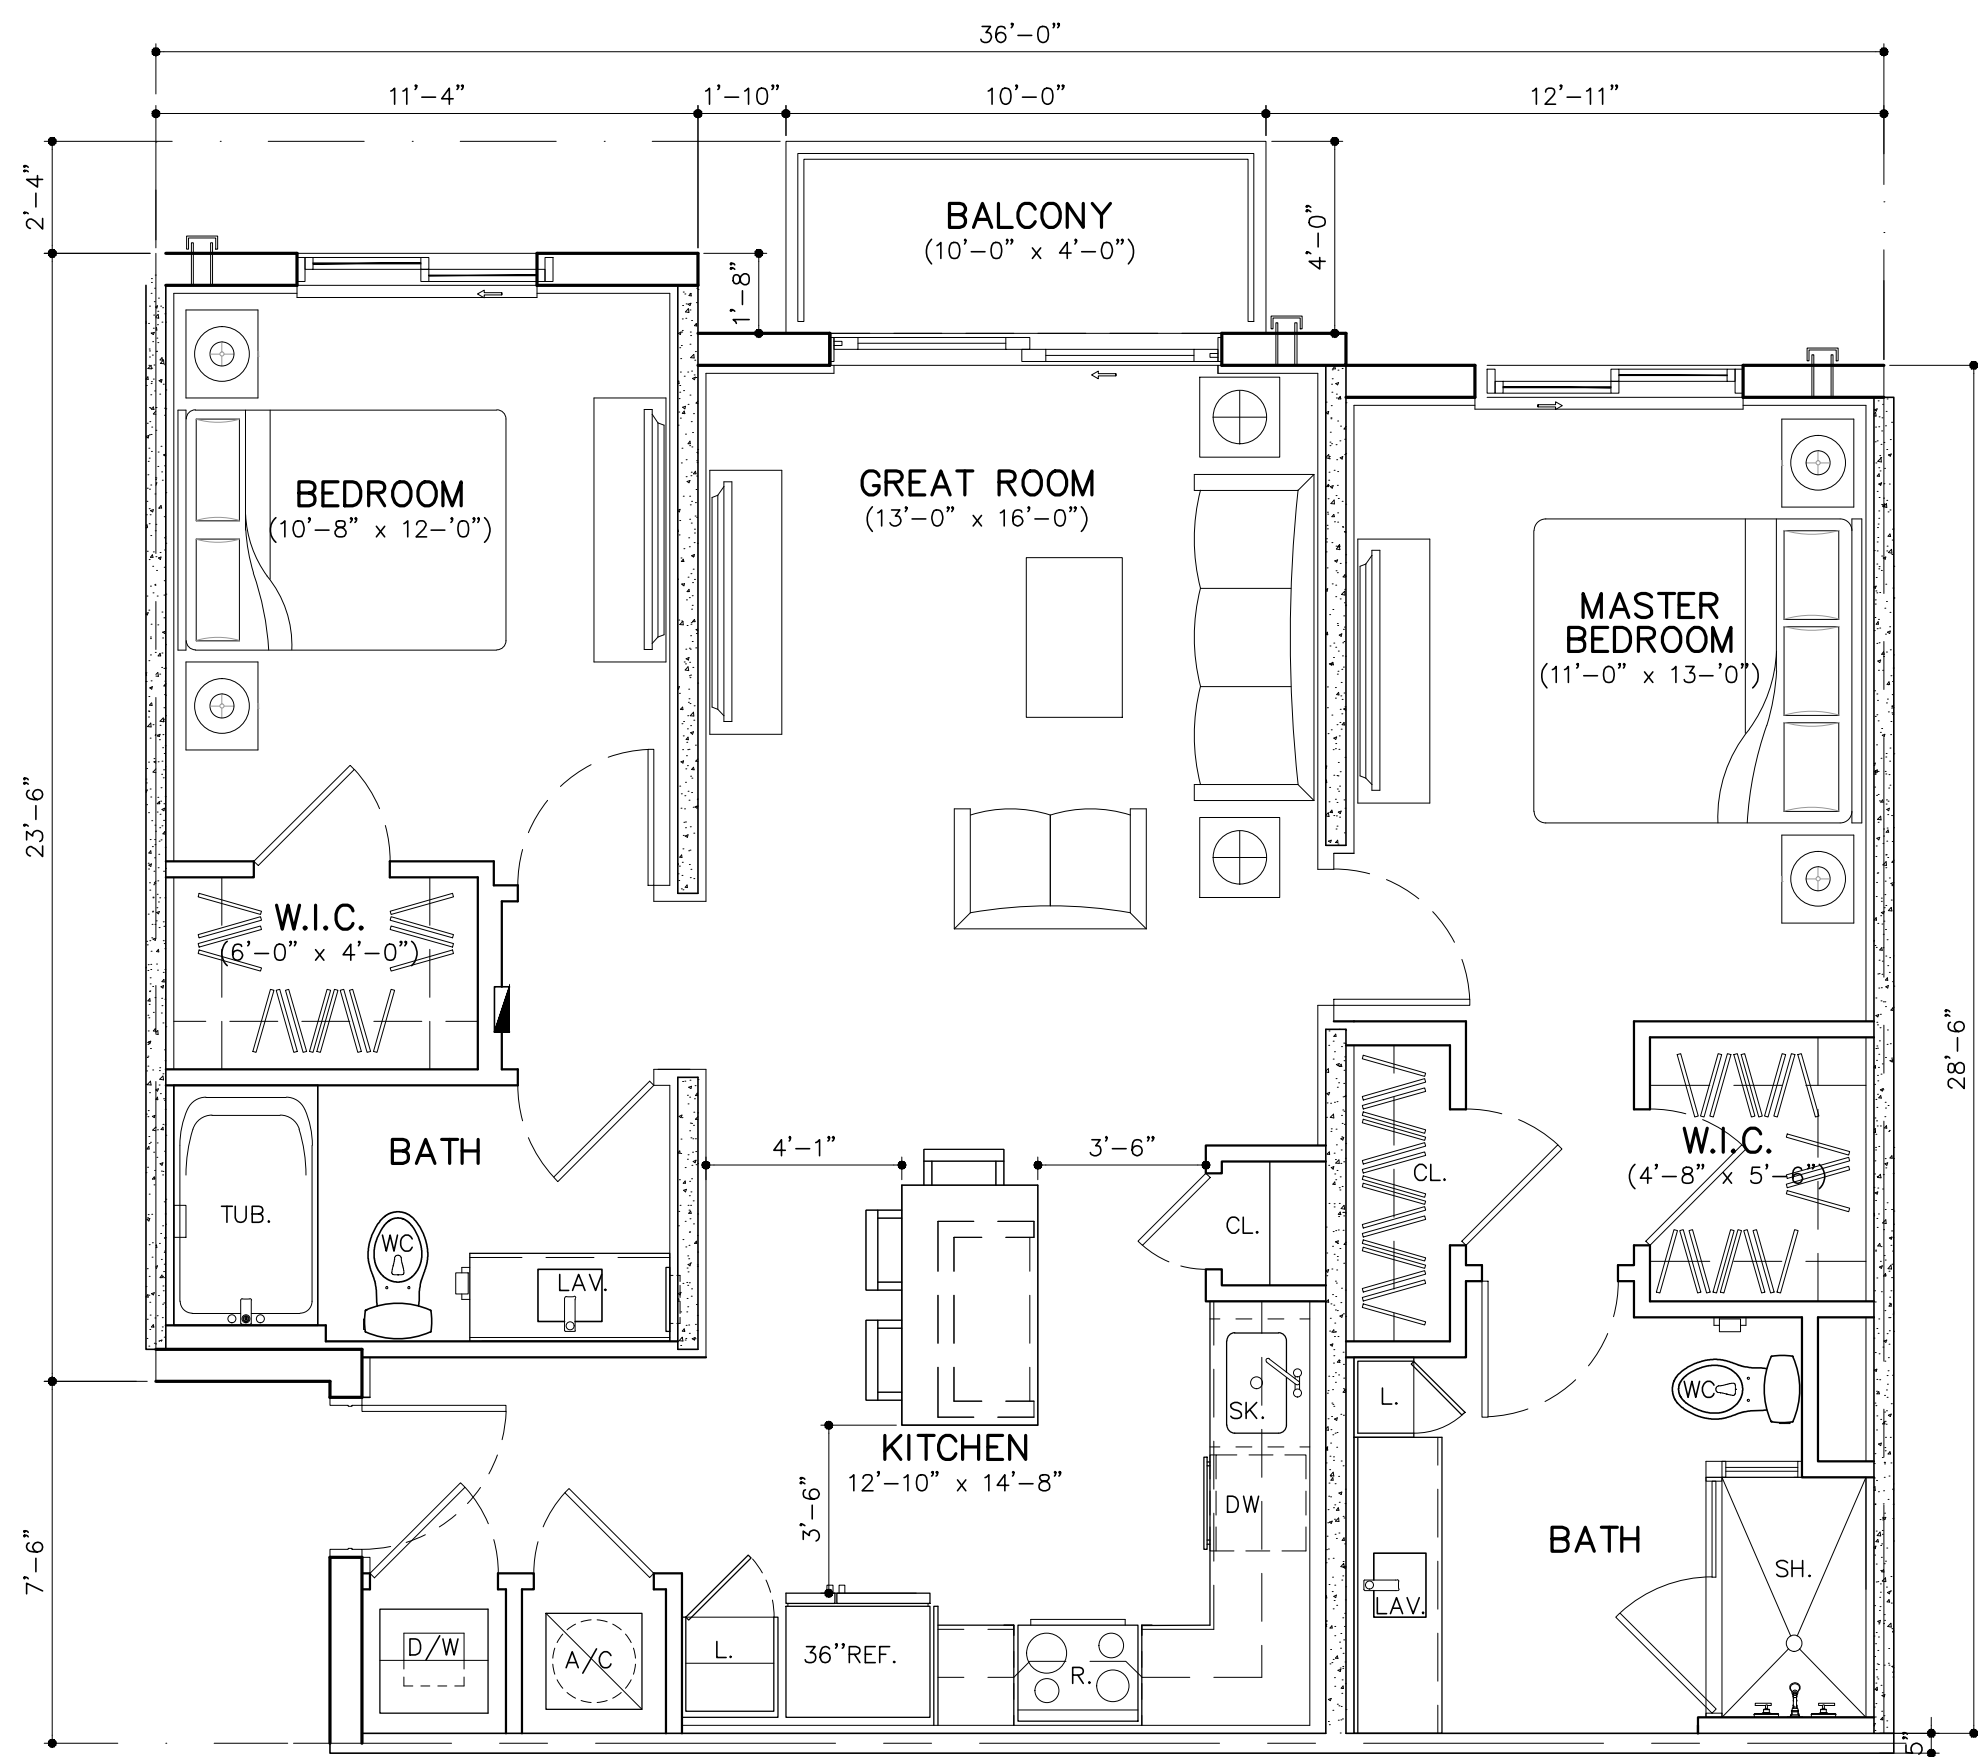 36'-0"
11'-4"
1'-10"
10'-0"
12'-11"
2'-4"
BALCONY
(10'-0" x 4'-0")
4'-0"
1'-8"
BEDROOM
(10'-8" x 12-'0")
GREAT ROOM
(13'-0" x 16'-0")
MASTER
BEDROOM
(11'-0" x 13-'0")
23'-6"
W.I.C.
(6'-0" x 4'-0")
28'-6"
BATH
4'-1"
3'-6"
W.I.C.
(4'-8" x 5'-6")
CL.
TUB.
WC
LAV.
CL.
SK.
L.
WC
KITCHEN
12'-10" x 14'-8"
3'-6"
DW
7'-6"
BATH
SH.
LAV.
D/W
A/C
L.
36''REF.
R.
5"